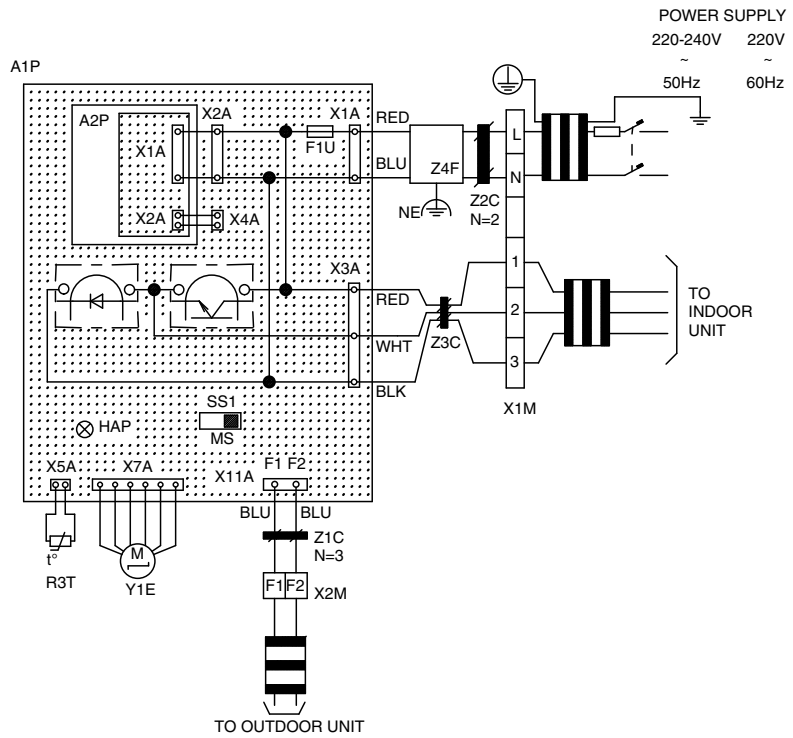 POWER SUPPLY
220-240V 220V
~ ~
50Hz 60Hz
A1P
A2P
X2A
X1A
RED
X1A
F1U
BLU
Z4F
L
N
X2A
X4A
NE
Z2C
N=2
X3A
RED
1
TO
INDOOR
UNIT
2
WHT
Z3C
3
BLK
X1M
SS1
HAP
MS
X5A
X7A
X11A
F1 F2
BLU BLU
Z1C
N=3
t°
M
R3T
Y1E
F1 F2
X2M
TO OUTDOOR UNIT